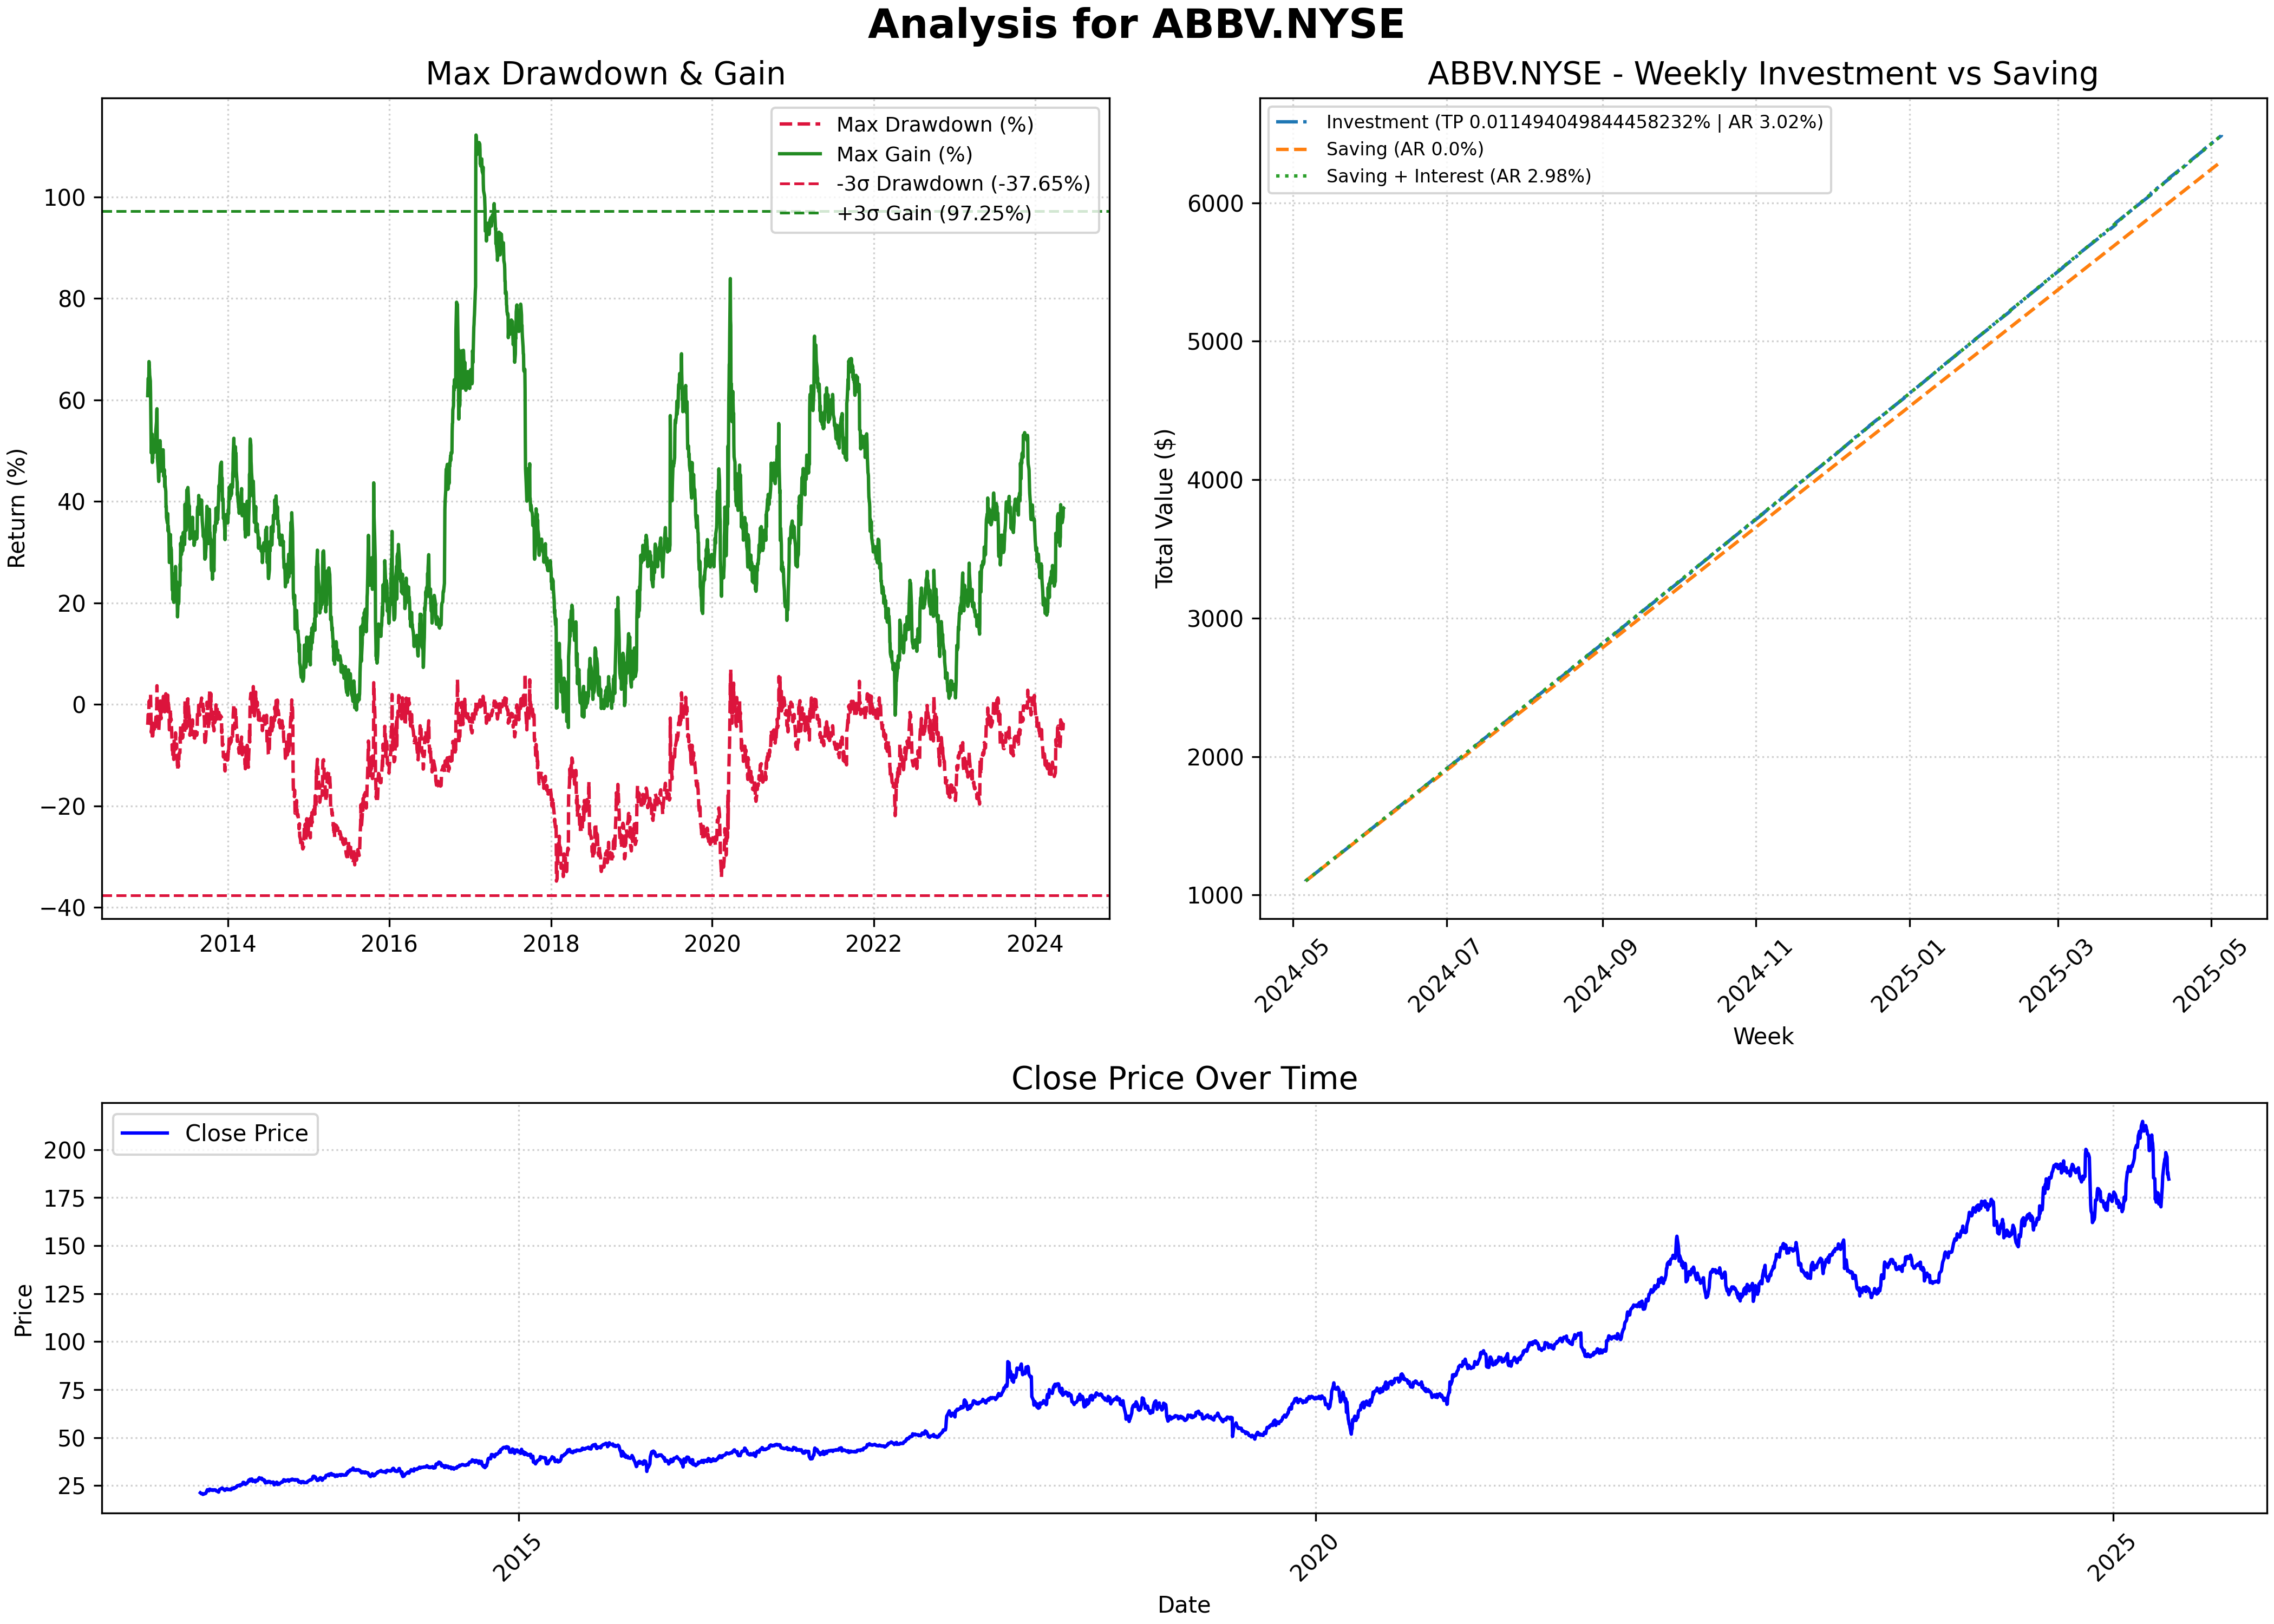 Analysis for ABBV.NYSE
Max Drawdown & Gain
Max Drawdown (%)
Max Gain (%)
-3σ Drawdown (-37.65%)
+3σ Gain (97.25%)
Return (%)
100
80
60
40
20
0
−20
−40
2014
2016
2018
2020
2022
2024
ABBV.NYSE - Weekly Investment vs Saving
Investment (TP 0.011494049844458232% | AR 3.02%)
Saving (AR 0.0%)
Saving + Interest (AR 2.98%)
Total Value ($)
6000
5000
4000
3000
2000
1000
2024-05
2024-07
2024-09
2024-11
2025-01
2025-03
2025-05
Week
Close Price Over Time
Close Price
Price
200
175
150
125
100
75
50
25
2015
2020
2025
Date